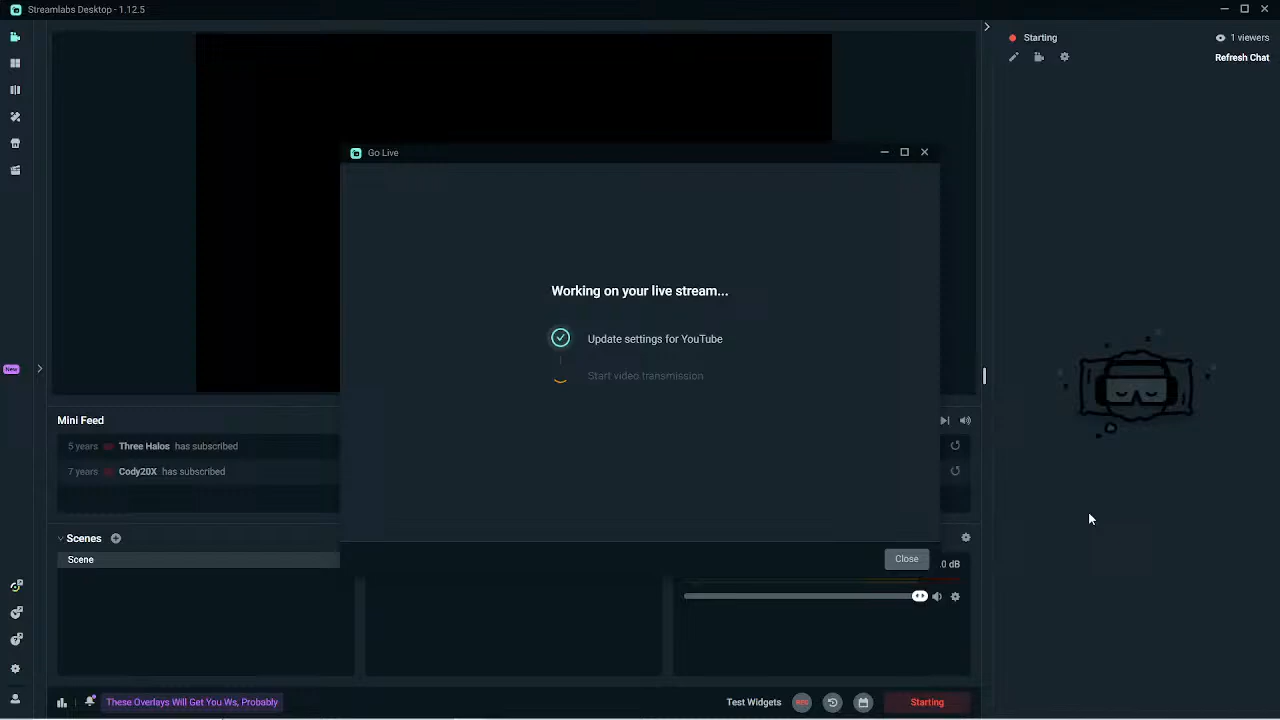 Streamlabs Desktop - 1.12.5
Starting
1 viewers
Refresh Chat
Go Live
Working on your live stream...
Update settings for YouTube
Start video transmission
New
Mini Feed
5 years Three Halos has subscribed
7 years Cody20X has subscribed
Scenes
Scene
Close
.0 dB
These Overlays Will Get You Ws, Probably
Test Widgets
REC
Starting